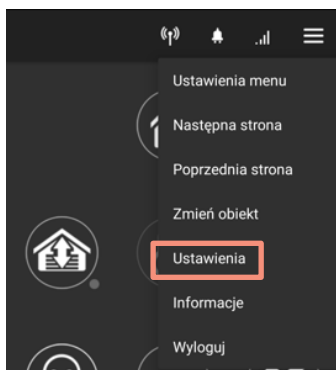 Ustawienia menu
Następna strona
Poprzednia strona
Zmień obiekt
Ustawienia
Informacje
Wyloguj